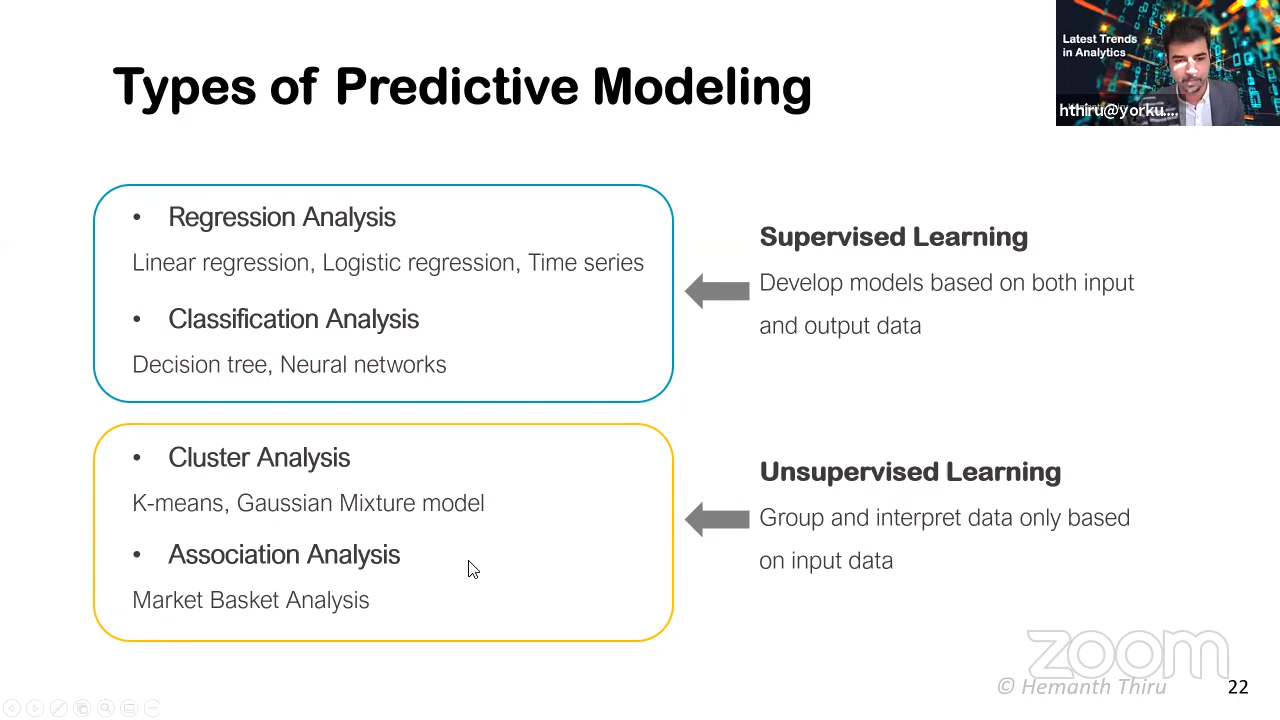 Types of Predictive Modeling
Latest Trends
in Analytics
hthiru@yorku....
• Regression Analysis
Linear regression, Logistic regression, Time series
• Classification Analysis
Decision tree, Neural networks
Supervised Learning
Develop models based on both input
and output data
• Cluster Analysis
K-means, Gaussian Mixture model
• Association Analysis
Market Basket Analysis
Unsupervised Learning
Group and interpret data only based
on input data
zoom
© Hemanth Thiru
22